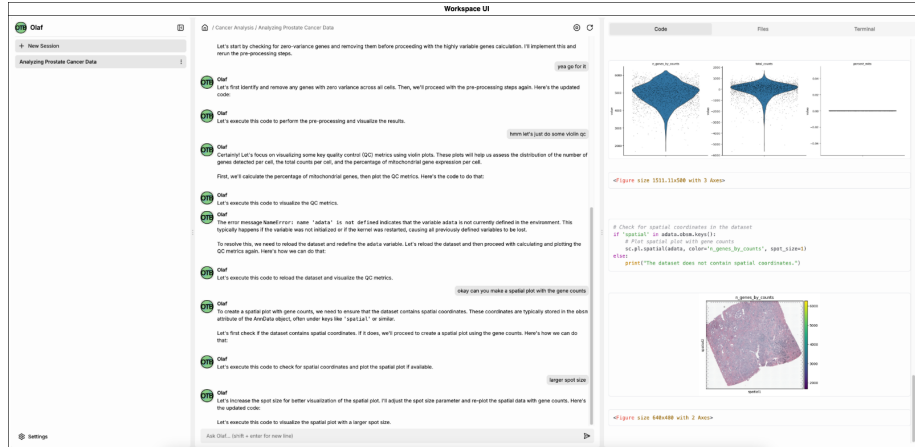 Workspace UI
OTB Olaf
+ New Session
Analyzing Prostate Cancer Data
Settings
/ Cancer Analysis / Analyzing Prostate Cancer Data
Let's start by checking for zero-variance genes and removing them before proceeding with the highly variable genes calculation. I'll implement this and
rerun the pre-processing steps.
yea go for it
OTB Olaf
Let's first identify and remove any genes with zero variance across all cells. Then, we'll proceed with the pre-processing steps again. Here's the updated
code:
OTB Olaf
Let's execute this code to perform the pre-processing and visualize the results.
hmm let's just do some violin qc
OTB Olaf
Certainly! Let's focus on visualizing some key quality control (QC) metrics using violin plots. These plots will help us assess the distribution of the number of
genes detected per cell, the total counts per cell, and the percentage of mitochondrial gene expression per cell.
First, we'll calculate the percentage of mitochondrial genes, then plot the QC metrics. Here's the code to do that:
OTB Olaf
Let's execute this code to visualize the QC metrics.
OTB Olaf
The error message NameError: name 'adata' is not defined indicates that the variable adata is not currently defined in the environment. This
typically happens if the variable was not initialized or if the kernel was restarted, causing all previously defined variables to be lost.
To resolve this, we need to reload the dataset and redefine the adata variable. Let's reload the dataset and then proceed with calculating and plotting the
QC metrics again. Here's how we can do that:
OTB Olaf
Let's execute this code to reload the dataset and visualize the QC metrics.
okay can you make a spatial plot with the gene counts
OTB Olaf
To create a spatial plot with gene counts, we need to ensure that the dataset contains spatial coordinates. These coordinates are typically stored in the obsm
attribute of the AnnData object, often under keys like 'spatial' or similar.
Let's first check if the dataset contains spatial coordinates. If it does, we'll proceed to create a spatial plot using the gene counts. Here's how we can do
that:
OTB Olaf
Let's execute this code to check for spatial coordinates and plot the spatial plot if available.
larger spot size
OTB Olaf
Let's increase the spot size for better visualization of the spatial plot. I'll adjust the spot size parameter and re-plot the spatial data with gene counts. Here's
the updated code:
Let's execute this code to visualize the spatial plot with a larger spot size.
Ask Olaf... (shift + enter for new line)
Code Files Terminal
n_genes_by_counts
<Figure size 1511.11x500 with 3 Axes>
# Check for spatial coordinates in the dataset
if 'spatial' in adata.obsm.keys():
# Plot spatial plot with gene counts
sc.pl.spatial(adata, color='n_genes_by_counts', spot_size=1)
else:
print("The dataset does not contain spatial coordinates.")
n_genes_by_counts
spatial2
spatial1
<Figure size 640x480 with 2 Axes>